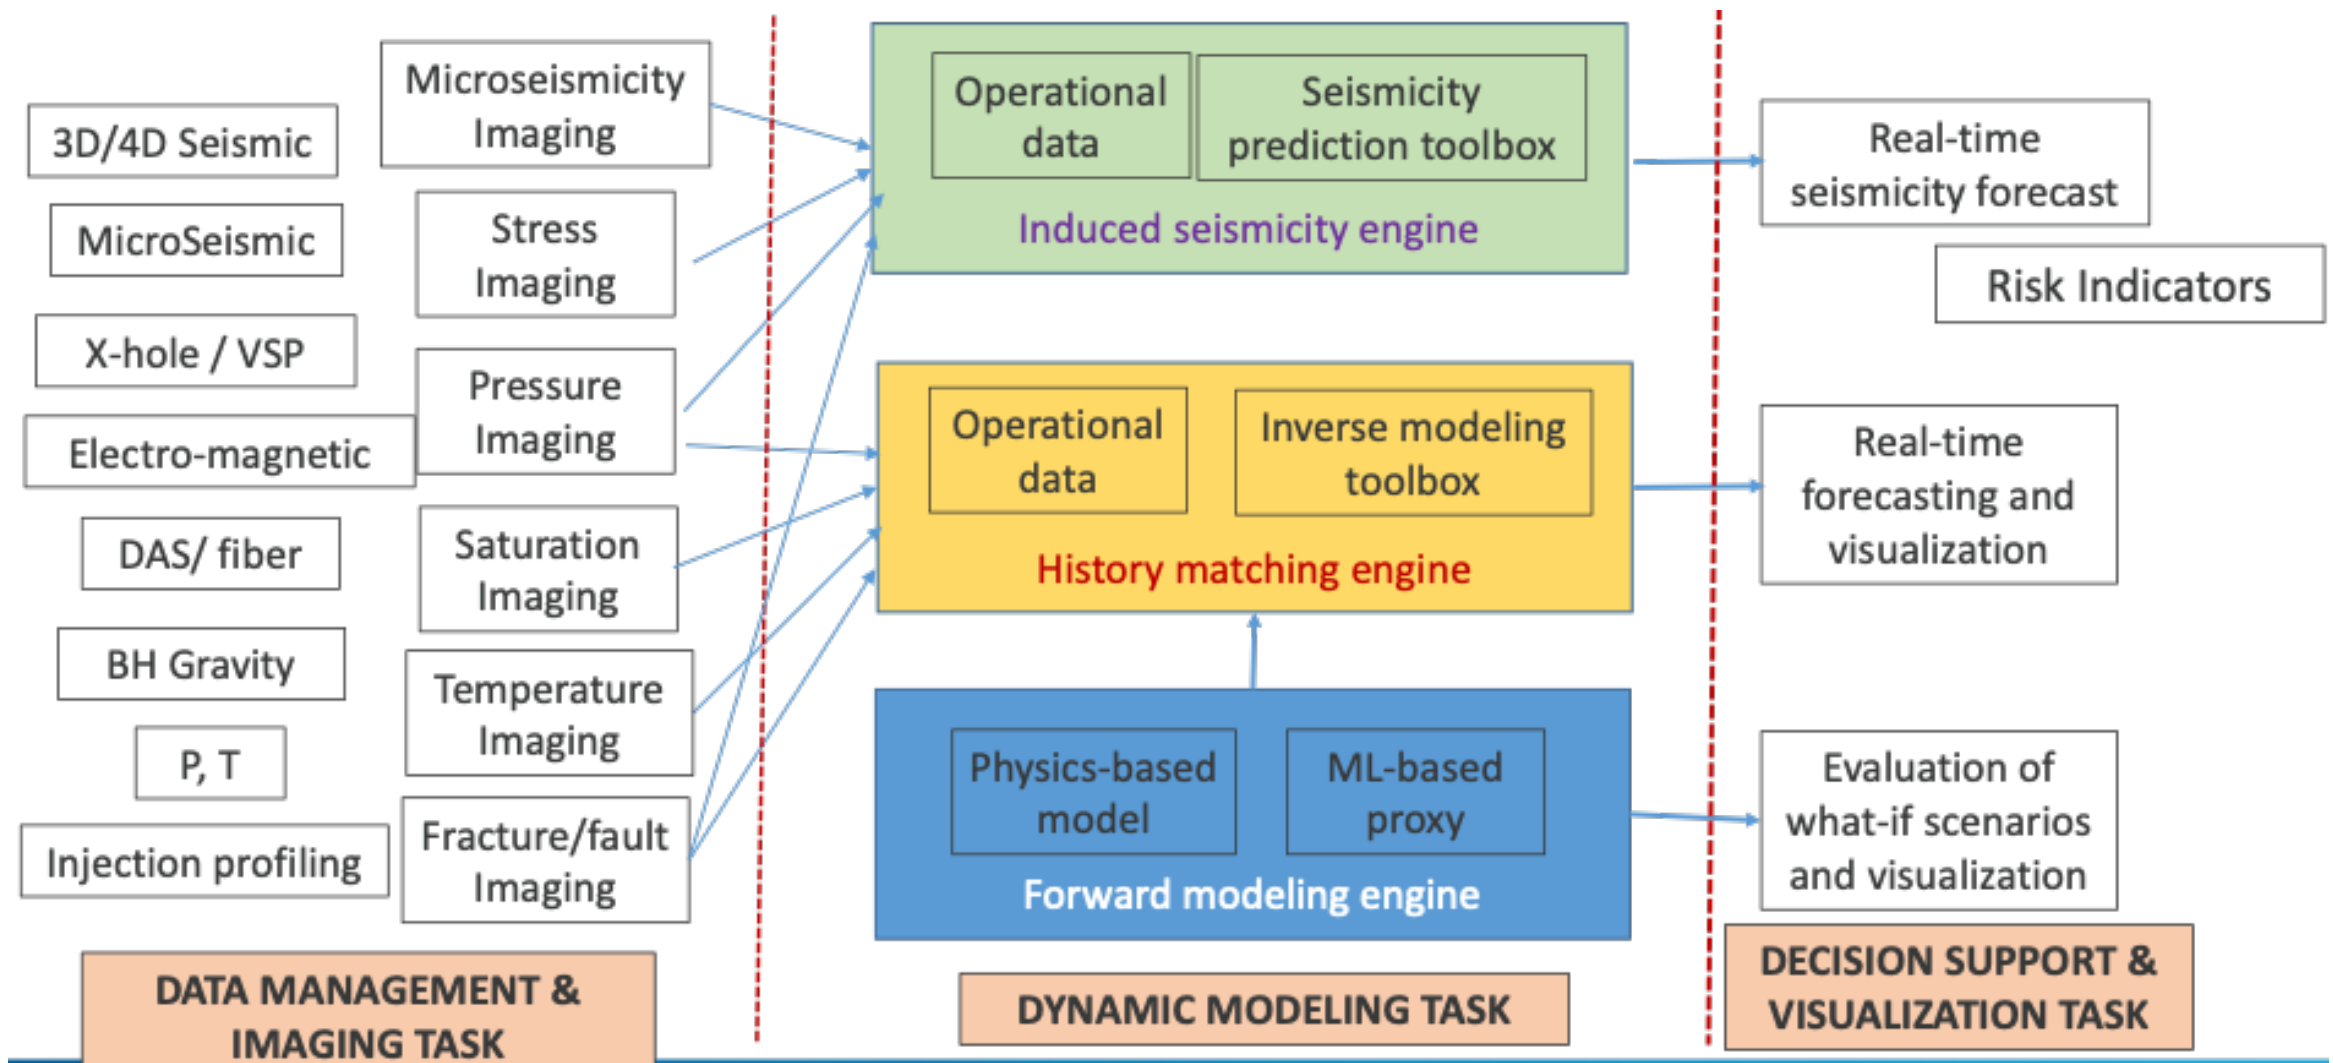 3D/4D Seismic
MicroSeismic
X-hole / VSP
Electro-magnetic
DAS/ fiber
BH Gravity
P, T
Injection profiling
Microseismicity
Imaging
Stress
Imaging
Pressure
Imaging
Saturation
Imaging
Temperature
Imaging
Fracture/fault
Imaging
DATA MANAGEMENT &
IMAGING TASK
Operational
data
Seismicity
prediction toolbox
Induced seismicity engine
Operational
data
Inverse modeling
toolbox
History matching engine
Physics-based
model
ML-based
proxy
Forward modeling engine
DYNAMIC MODELING TASK
Real-time
seismicity forecast
Risk Indicators
Real-time
forecasting and
visualization
Evaluation of
what-if scenarios
and visualization
DECISION SUPPORT &
VISUALIZATION TASK